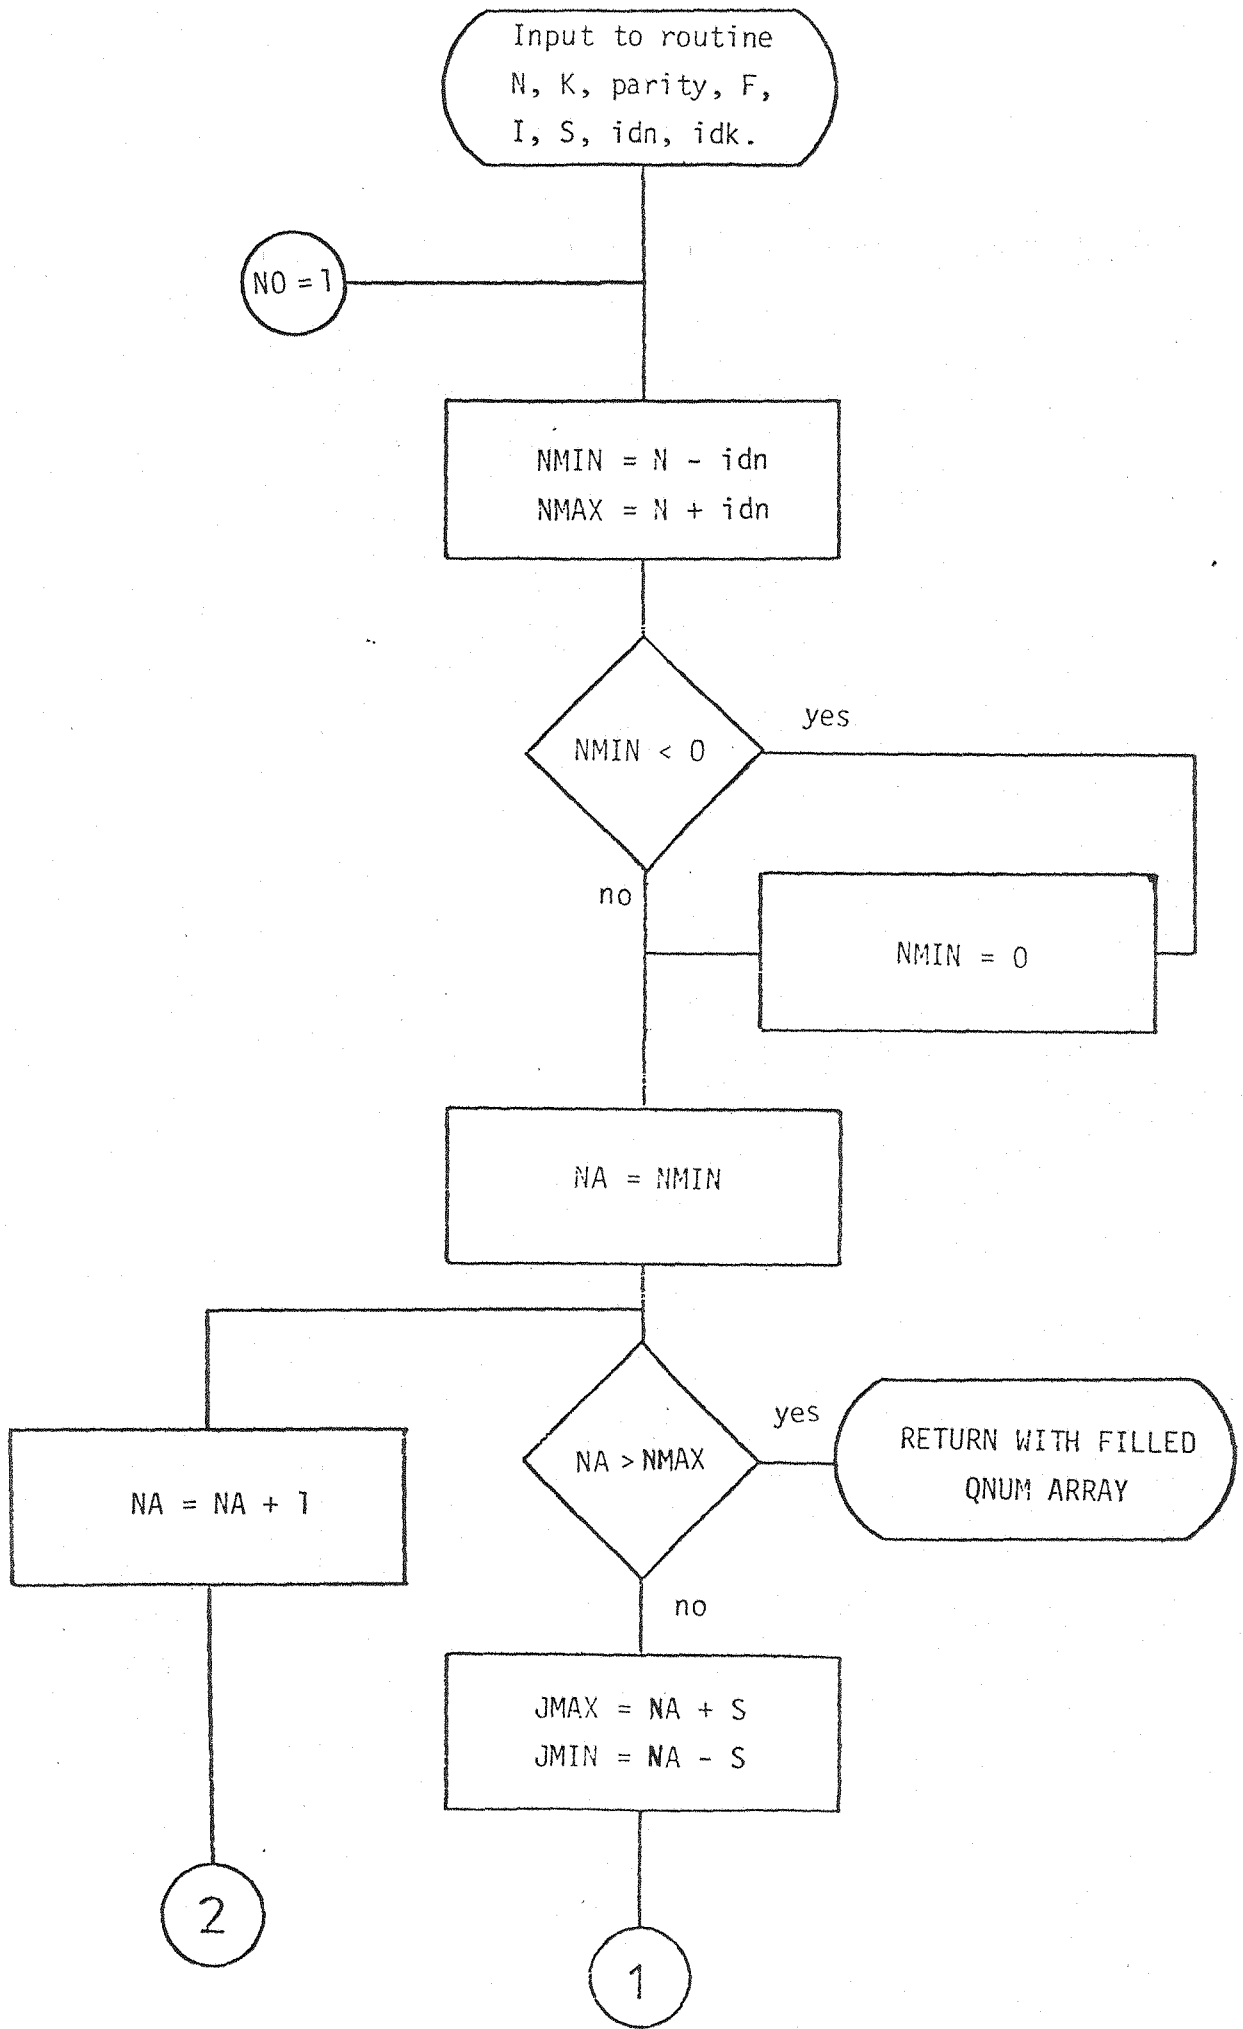 Input to routine
N, K, parity, F,
I, S, idn, idk.
NO = 1
NMIN = N - idn
NMAX = N + idn
NMIN < 0
yes
no
NMIN = 0
NA = NMIN
NA > NMAX
yes
RETURN WITH FILLED
QNUM ARRAY
NA = NA + 1
no
JMAX = NA + S
JMIN = NA - S
2
1